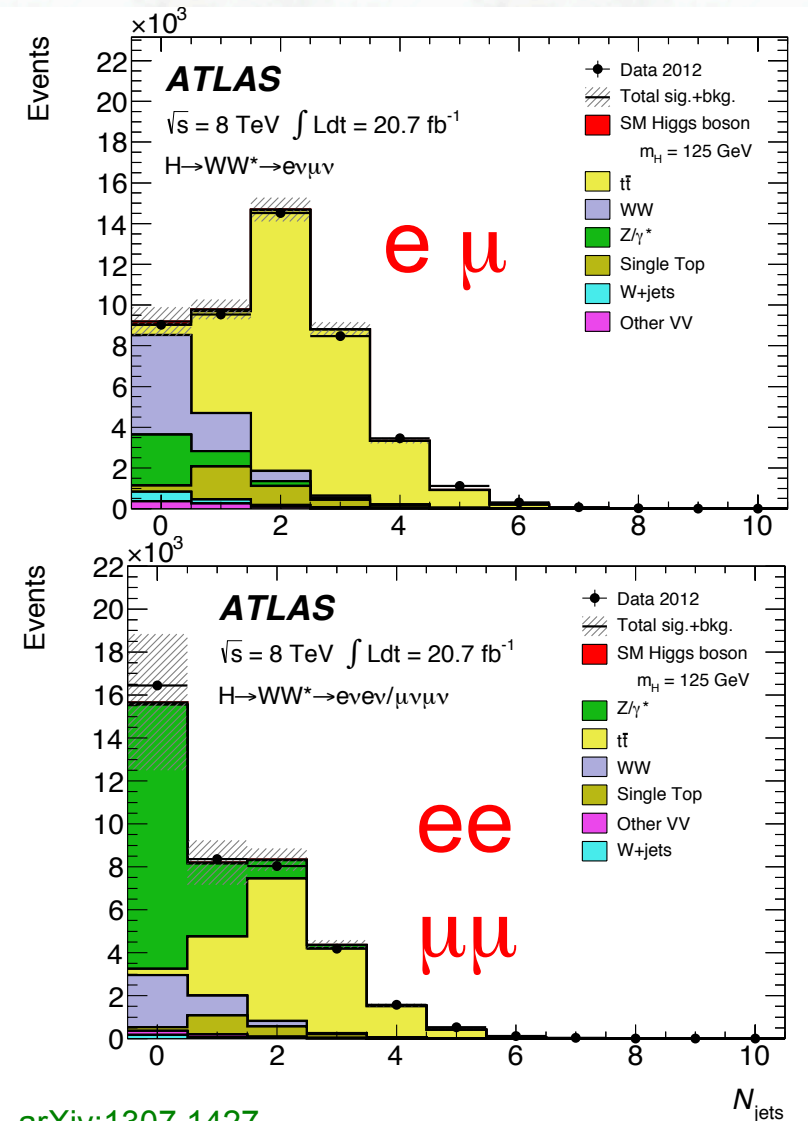 ×10³
Events
22
20
18
16
14
12
10
8
6
4
2
0
ATLAS
√s = 8 TeV ∫ Ldt = 20.7 fb⁻¹
H→WW*→eνμν
e μ
Data 2012
Total sig.+bkg.
SM Higgs boson
m_H = 125 GeV
tt̄
WW
Z/γ*
Single Top
W+jets
Other VV
0 2 4 6 8 10
×10³
Events
22
20
18
16
14
12
10
8
6
4
2
0
ATLAS
√s = 8 TeV ∫ Ldt = 20.7 fb⁻¹
H→WW*→eνeν/μνμν
ee
μμ
Data 2012
Total sig.+bkg.
SM Higgs boson
m_H = 125 GeV
Z/γ*
tt̄
WW
Single Top
Other VV
W+jets
0 2 4 6 8 10
N_jets
arXiv:1307.1427